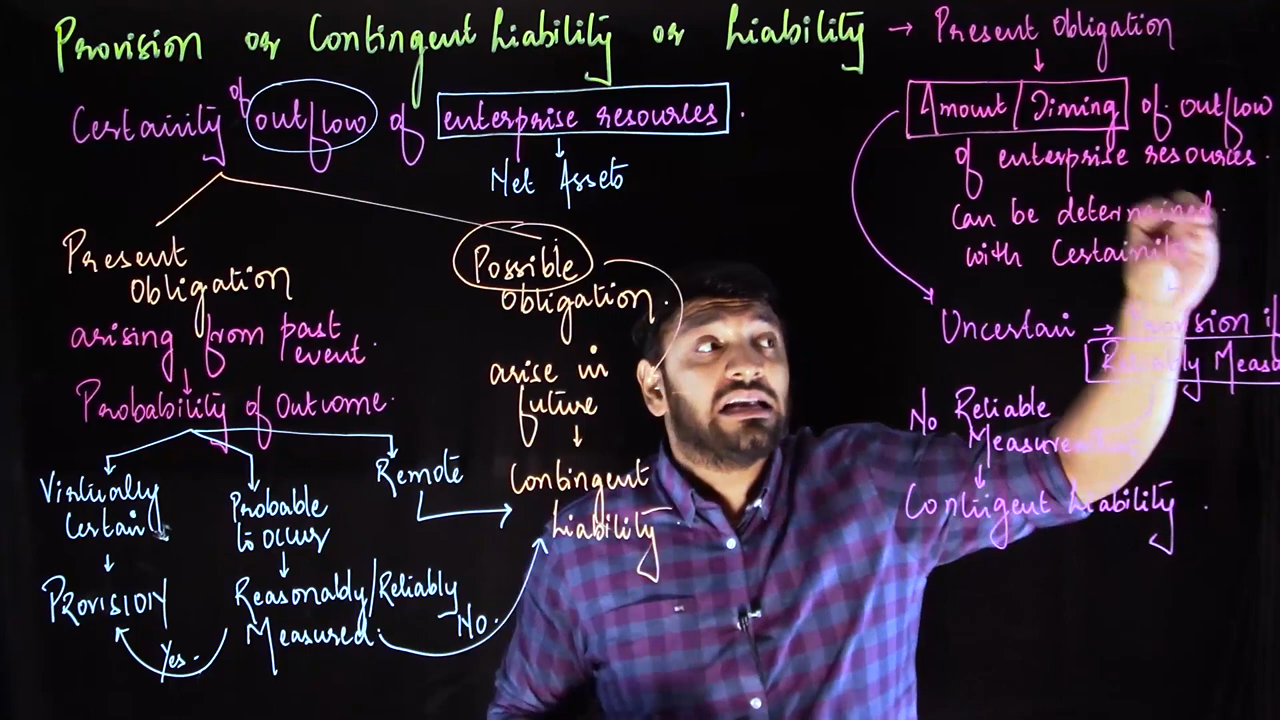 Provision or Contingent Liability or Liability → Present Obligation
Certainity of outflow of enterprise resources.
Net Assets
Present
Obligation
arising from past
event.
Probability of Outcome.
Virtually
Certain
PROVISION
Probable
to occur
Reasonably/Reliably
Measured.
Yes.
No.
Remote
Possible
Obligation.
arise in
future
Contingent
Liability.
Amount/Timing of outflow
of enterprise resources.
Can be determined.
with Certainity
Uncertain → Provision if
Reliably
No Reliable
Measurement
Contingent Liability.